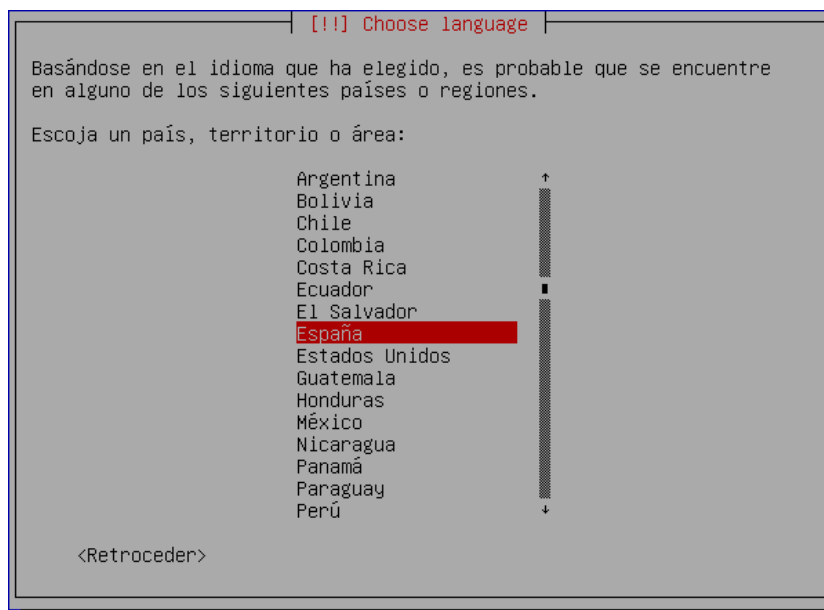 [!!] Choose language
Basándose en el idioma que ha elegido, es probable que se encuentre
en alguno de los siguientes países o regiones.
Escoja un país, territorio o área:
Argentina
Bolivia
Chile
Colombia
Costa Rica
Ecuador
El Salvador
España
Estados Unidos
Guatemala
Honduras
México
Nicaragua
Panamá
Paraguay
Perú
<Retroceder>